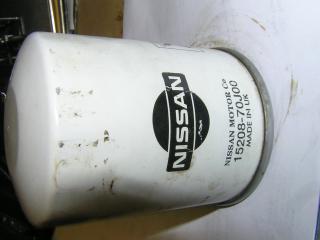 NISSAN
NISSAN MOTOR Co
15208-70J00
MADE IN UK